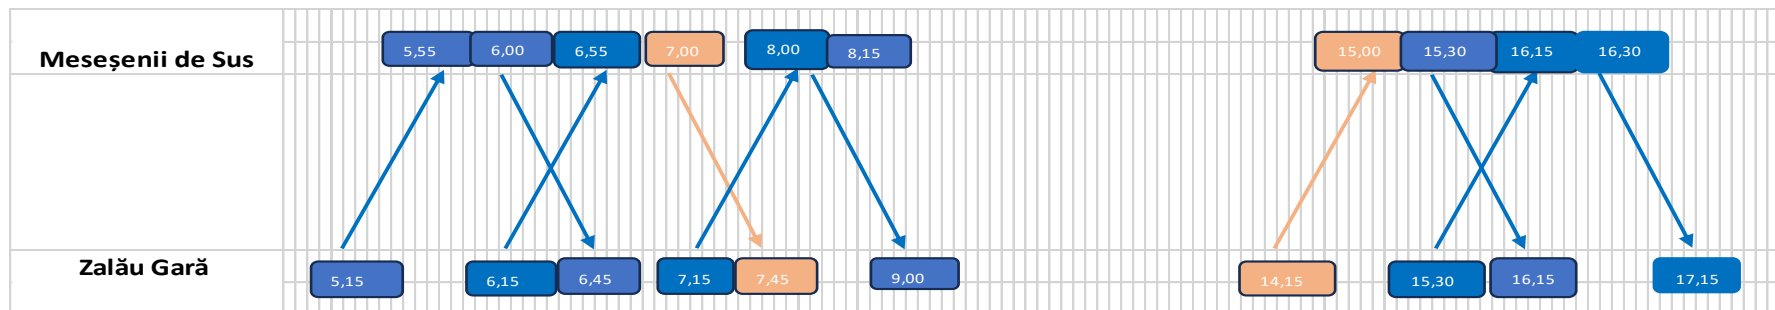 Meseșenii de Sus
5,55 6,00 6,55 7,00 8,00 8,15 15,00 15,30 16,15 16,30
Zalău Gară
5,15 6,15 6,45 7,15 7,45 9,00 14,15 15,30 16,15 17,15